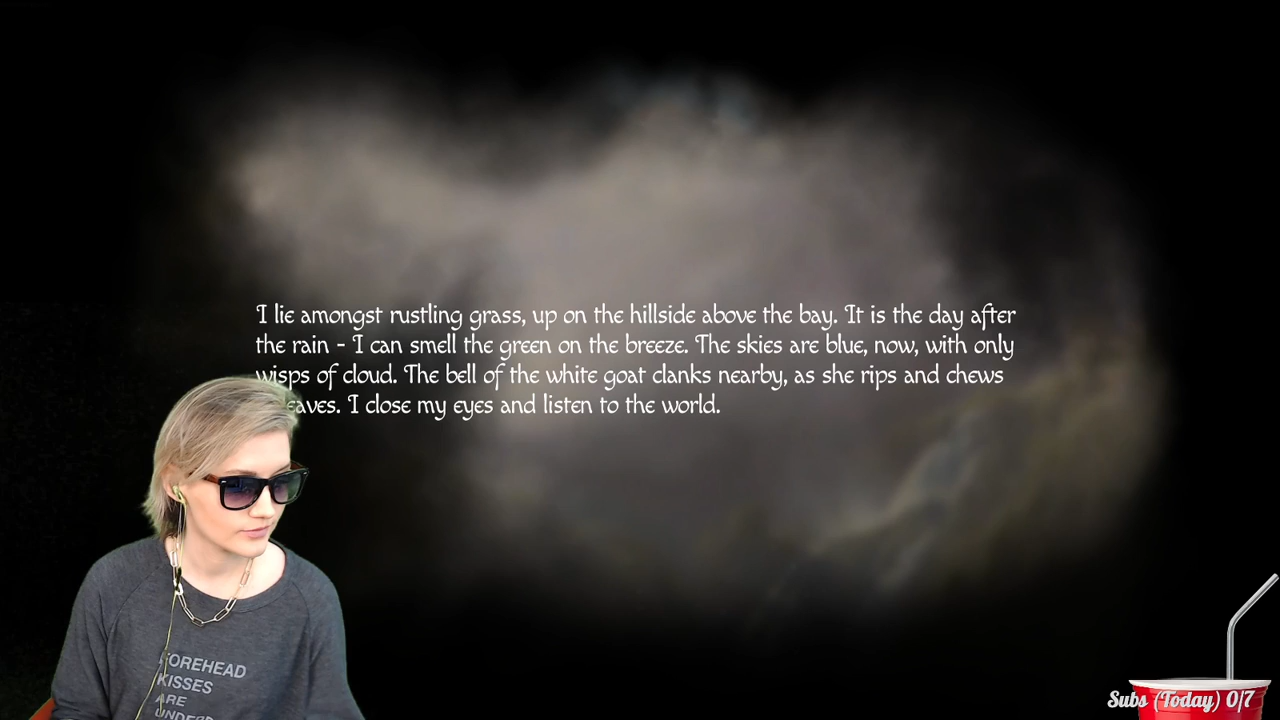 I lie amongst rustling grass, up on the hillside above the bay. It is the day after
the rain - I can smell the green on the breeze. The skies are blue, now, with only
wisps of cloud. The bell of the white goat clanks nearby, as she rips and chews
eaves. I close my eyes and listen to the world.
FOREHEAD
KISSES
ARE
Subs (Today) 0/7